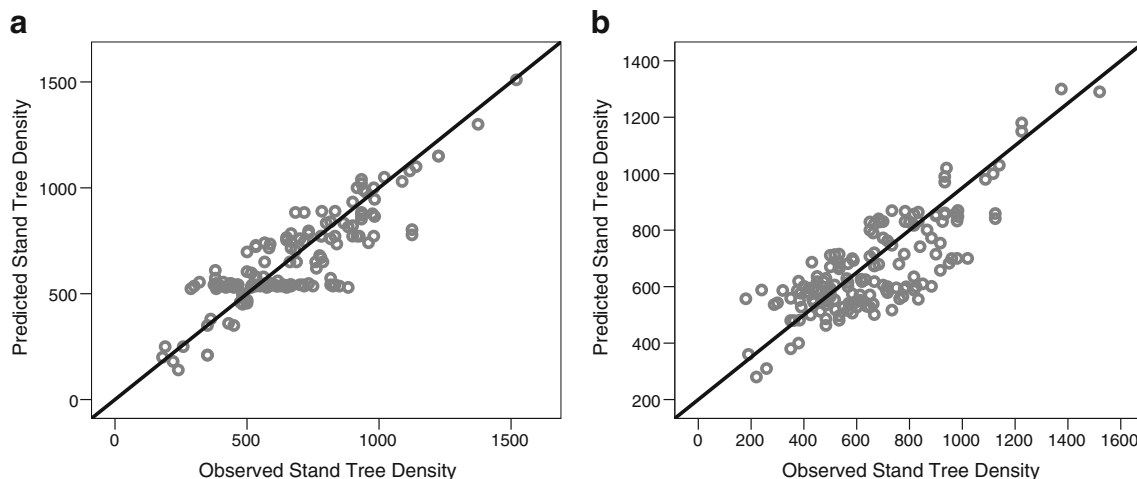 a
Predicted Stand Tree Density
1500
1000
500
0
0 500 1000 1500
Observed Stand Tree Density
b
Predicted Stand Tree Density
1400
1200
1000
800
600
400
200
0 200 400 600 800 1000 1200 1400 1600
Observed Stand Tree Density